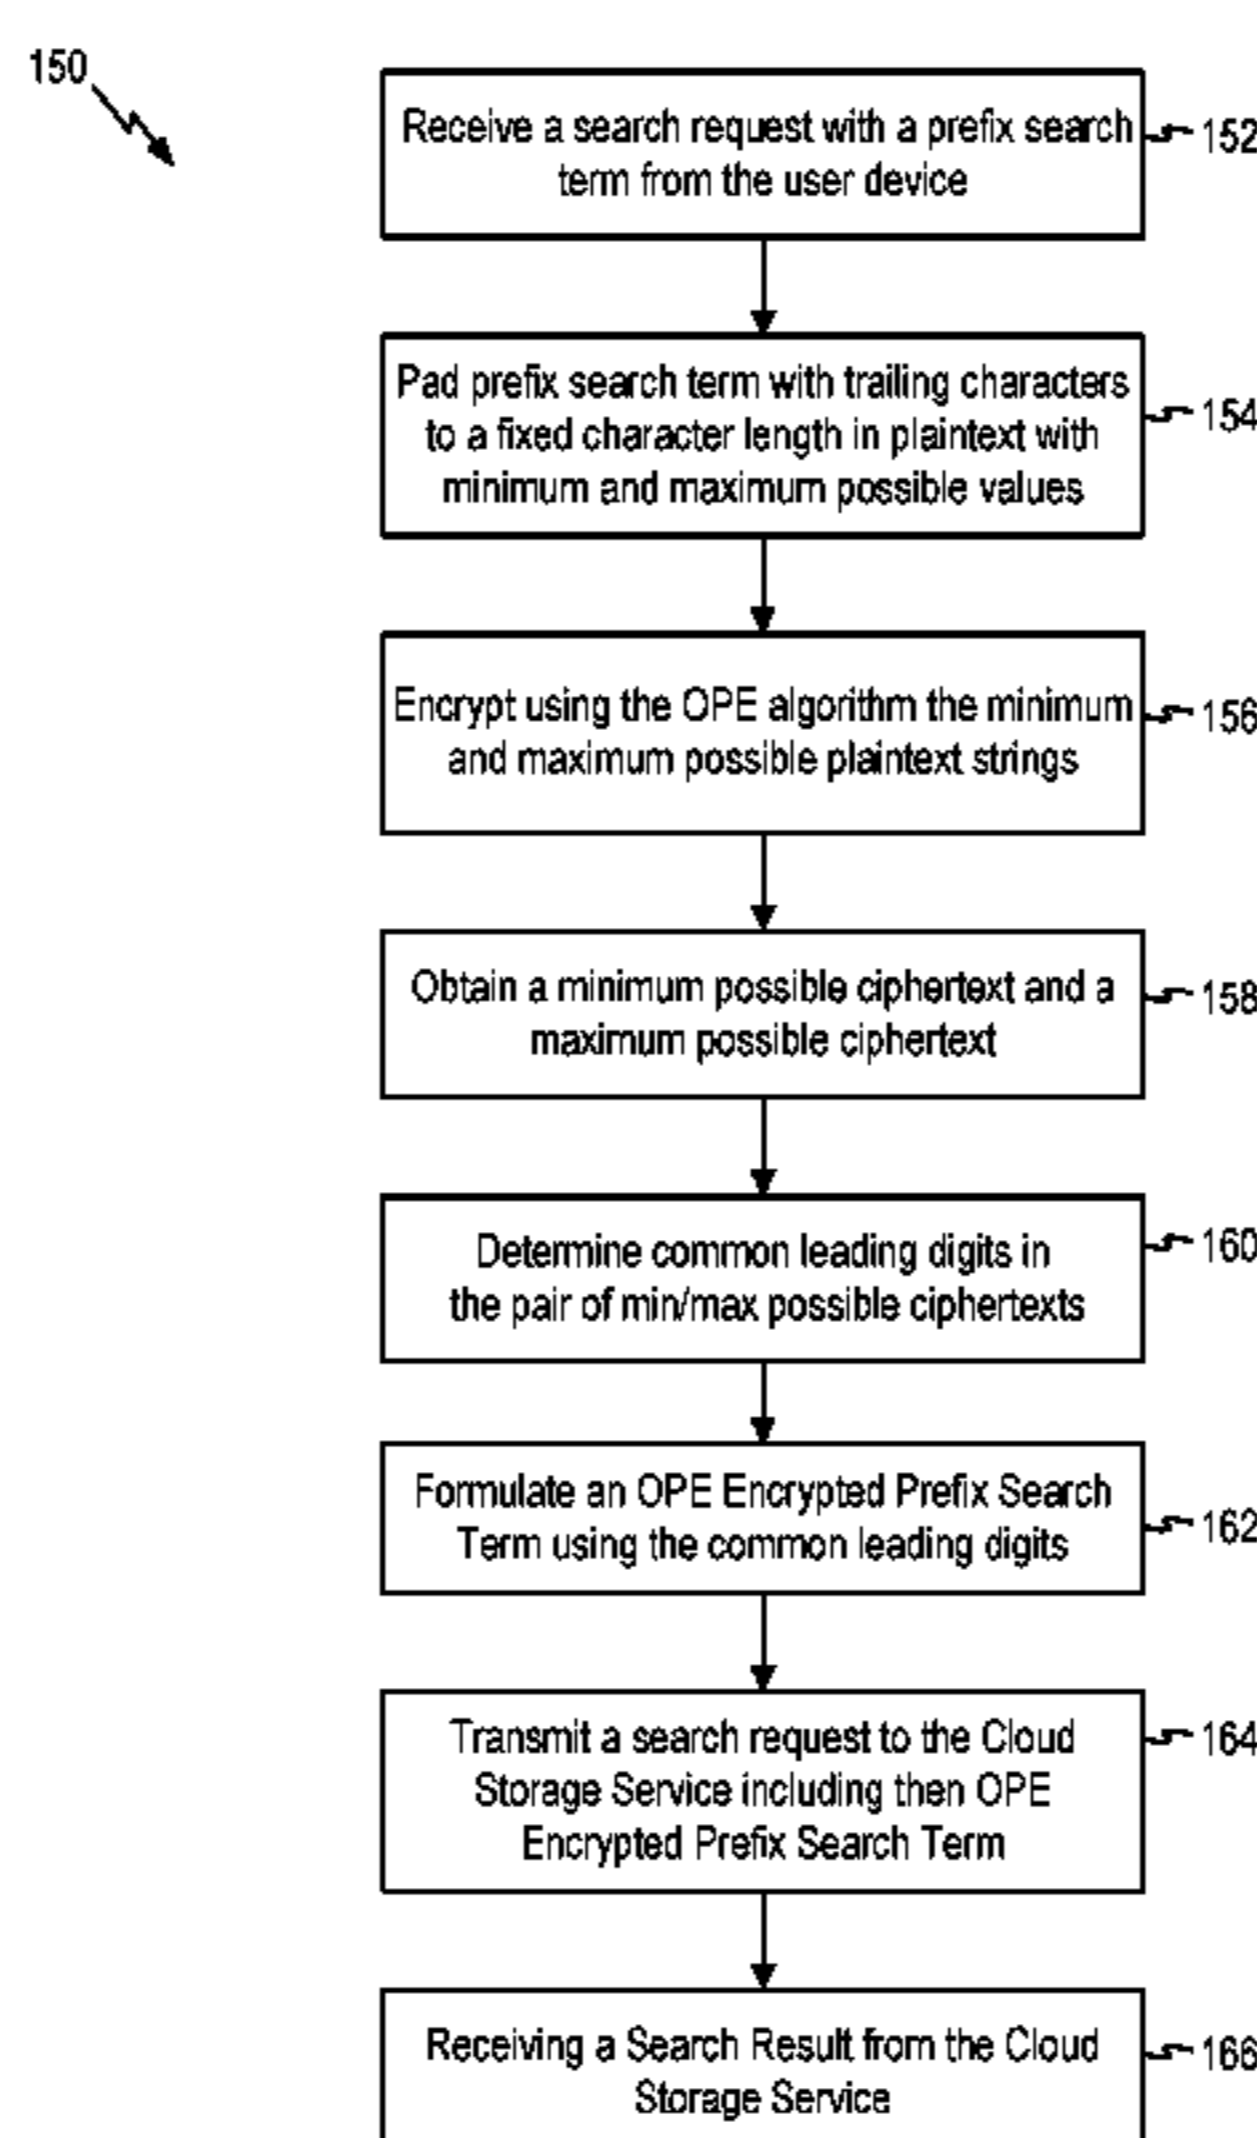 150
Receive a search request with a prefix search
term from the user device
152
Pad prefix search term with trailing characters
to a fixed character length in plaintext with
minimum and maximum possible values
154
Encrypt using the OPE algorithm the minimum
and maximum possible plaintext strings
156
Obtain a minimum possible ciphertext and a
maximum possible ciphertext
158
Determine common leading digits in
the pair of min/max possible ciphertexts
160
Formulate an OPE Encrypted Prefix Search
Term using the common leading digits
162
Transmit a search request to the Cloud
Storage Service including then OPE
Encrypted Prefix Search Term
164
Receiving a Search Result from the Cloud
Storage Service
166